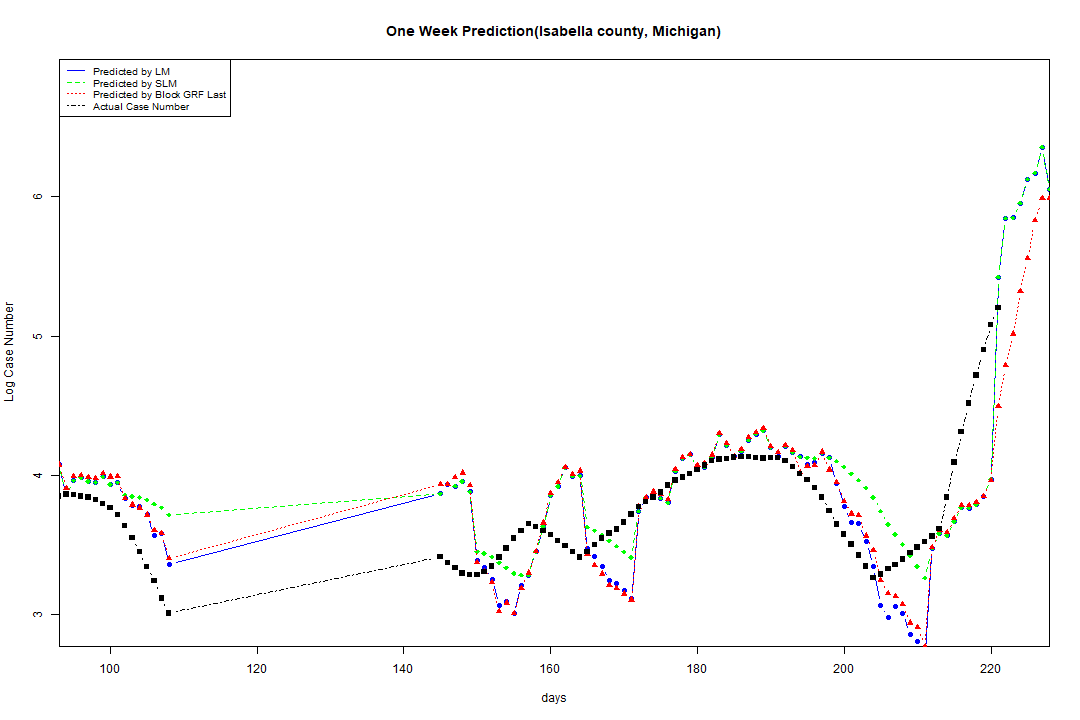 One Week Prediction(Isabella county, Michigan)
Predicted by LM
Predicted by SLM
Predicted by Block GRF Last
Actual Case Number
Log Case Number
6
5
4
3
100 120 140 160 180 200 220
days